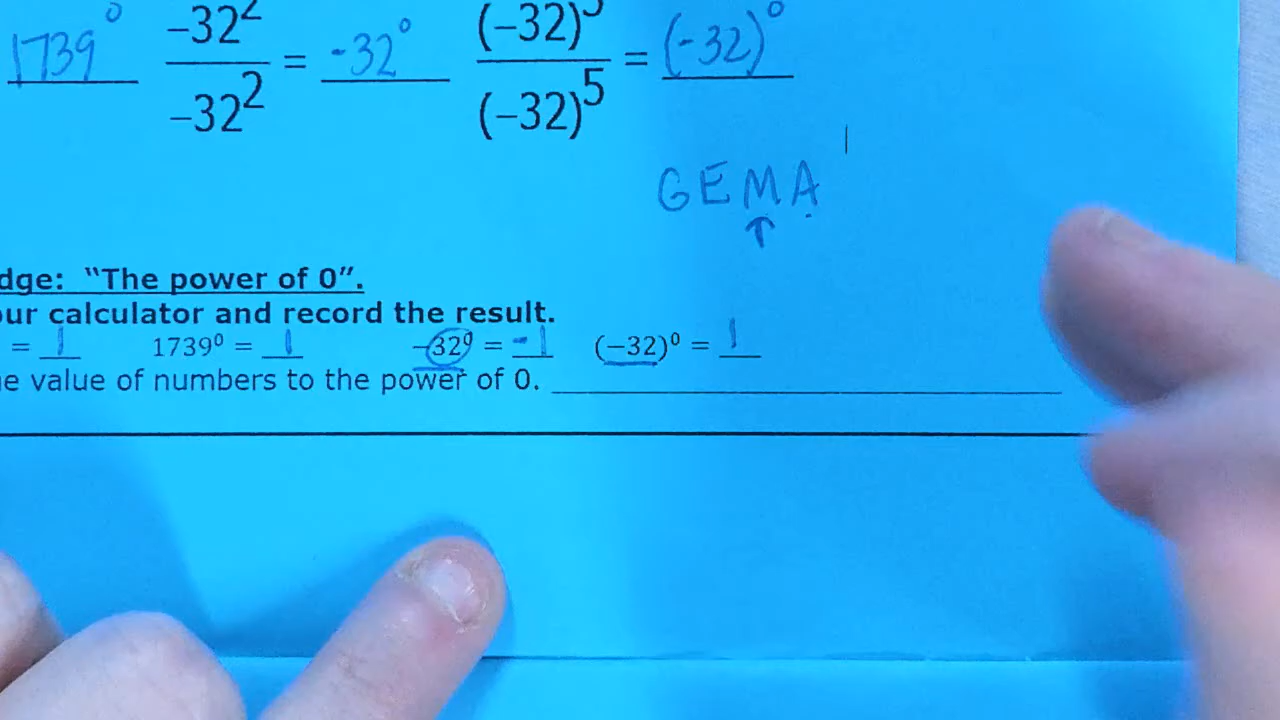 1739⁰ -32² / -32² = -32⁰ (-32)⁵ / (-32)⁵ = (-32)⁰
GEMA
↑
dge: "The power of 0".
our calculator and record the result.
= 1 1739⁰ = 1 -32⁰ = -1 (-32)⁰ = 1
e value of numbers to the power of 0.